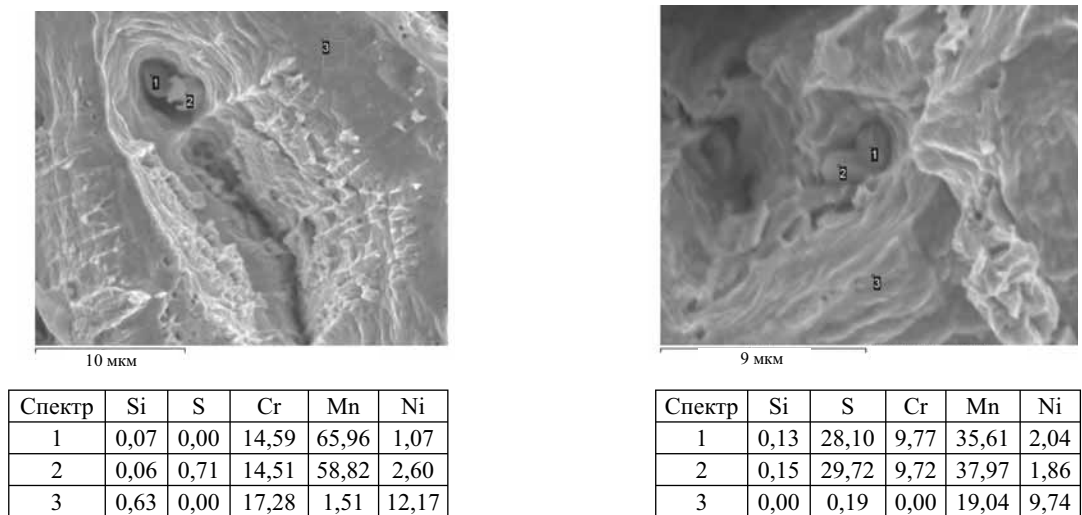 1
2
3
10 мкм
Спектр Si S Cr Mn Ni
1 0,07 0,00 14,59 65,96 1,07
2 0,06 0,71 14,51 58,82 2,60
3 0,63 0,00 17,28 1,51 12,17
1
2
3
9 мкм
Спектр Si S Cr Mn Ni
1 0,13 28,10 9,77 35,61 2,04
2 0,15 29,72 9,72 37,97 1,86
3 0,00 0,19 0,00 19,04 9,74